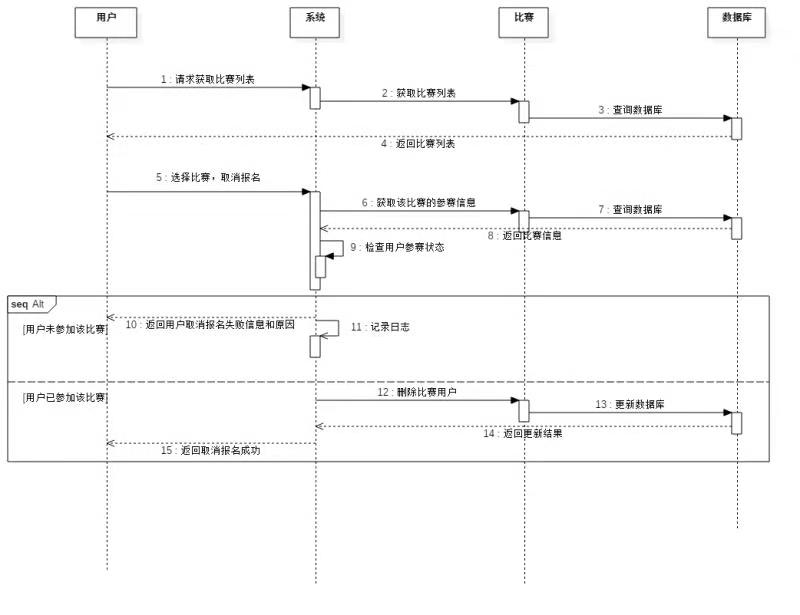 用户
系统
比赛
数据库
1 : 请求获取比赛列表
2 : 获取比赛列表
3 : 查询数据库
4 : 返回比赛列表
5 : 选择比赛，取消报名
6 : 获取该比赛的参赛信息
7 : 查询数据库
8 : 返回比赛信息
9 : 检查用户参赛状态
seq Alt
10 : 返回用户取消报名失败信息和原因
[用户未参加该比赛]
11 : 记录日志
[用户已参加该比赛]
12 : 删除比赛用户
13 : 更新数据库
14 : 返回更新结果
15 : 返回取消报名成功